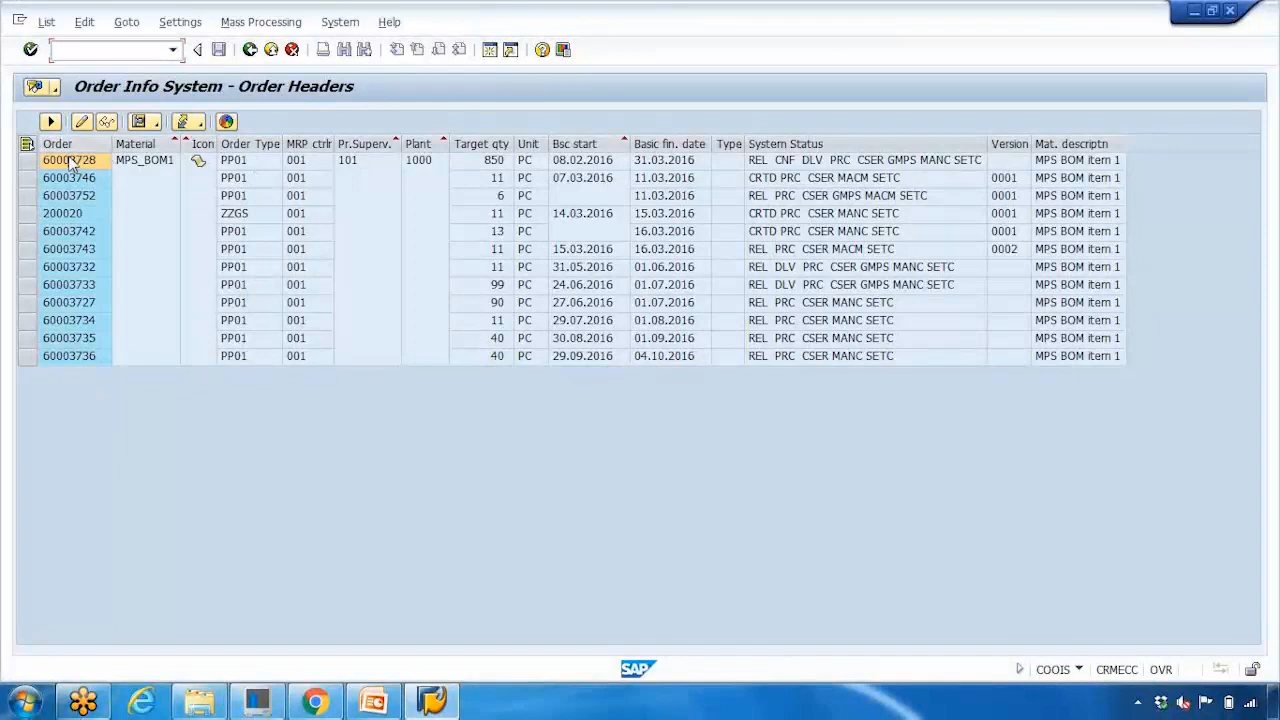 List Edit Goto Settings Mass Processing System Help
Order Info System - Order Headers
Order Material Icon Order Type MRP ctrlr Pr.Superv. Plant Target qty Unit Bsc start Basic fin. date Type System Status Version Mat. descriptn
60003728 MPS_BOM1 PP01 001 101 1000 850 PC 08.02.2016 31.03.2016 REL CNF DLV PRC CSER GMPS MANC SETC MPS BOM item 1
60003746 PP01 001 11 PC 07.03.2016 11.03.2016 CRTD PRC CSER MACM SETC 0001 MPS BOM item 1
60003752 PP01 001 6 PC 11.03.2016 REL PRC CSER GMPS MACM SETC 0001 MPS BOM item 1
200020 ZZGS 001 11 PC 14.03.2016 15.03.2016 CRTD PRC CSER MANC SETC 0001 MPS BOM item 1
60003742 PP01 001 13 PC 16.03.2016 CRTD PRC CSER MANC SETC 0001 MPS BOM item 1
60003743 PP01 001 11 PC 15.03.2016 16.03.2016 REL PRC CSER MACM SETC 0002 MPS BOM item 1
60003732 PP01 001 11 PC 31.05.2016 01.06.2016 REL DLV PRC CSER GMPS MANC SETC MPS BOM item 1
60003733 PP01 001 99 PC 24.06.2016 01.07.2016 REL DLV PRC CSER GMPS MANC SETC MPS BOM item 1
60003727 PP01 001 90 PC 27.06.2016 01.07.2016 REL PRC CSER MANC SETC MPS BOM item 1
60003734 PP01 001 11 PC 29.07.2016 01.08.2016 REL PRC CSER MANC SETC MPS BOM item 1
60003735 PP01 001 40 PC 30.08.2016 01.09.2016 REL PRC CSER MANC SETC MPS BOM item 1
60003736 PP01 001 40 PC 29.09.2016 04.10.2016 REL PRC CSER MANC SETC MPS BOM item 1
SAP COOIS CRMECC OVR